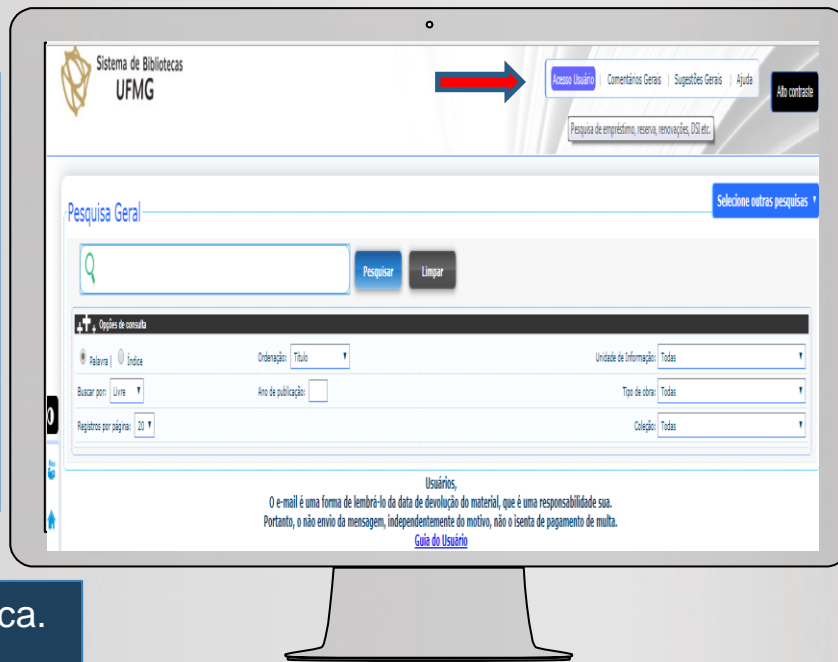 Sistema de Bibliotecas
UFMG
Acesso Usuário | Comentários Gerais | Sugestões Gerais | Ajuda
Alto contraste
Pesquisa de empréstimo, reserva, renovações, DSI etc.
Pesquisa Geral
Selecione outras pesquisas
Pesquisar
Limpar
Opções de consulta
Palavra | Índice
Ordenação: Título
Unidade de Informação: Todas
Buscar por: Livre
Ano de publicação:
Tipo de obra: Todas
Registros por página: 20
Coleção: Todas
Usuários,
O e-mail é uma forma de lembrá-lo da data de devolução do material, que é uma responsabilidade sua.
Portanto, o não envio da mensagem, independentemente do motivo, não o isenta de pagamento de multa.
Guia do Usuário
ca.